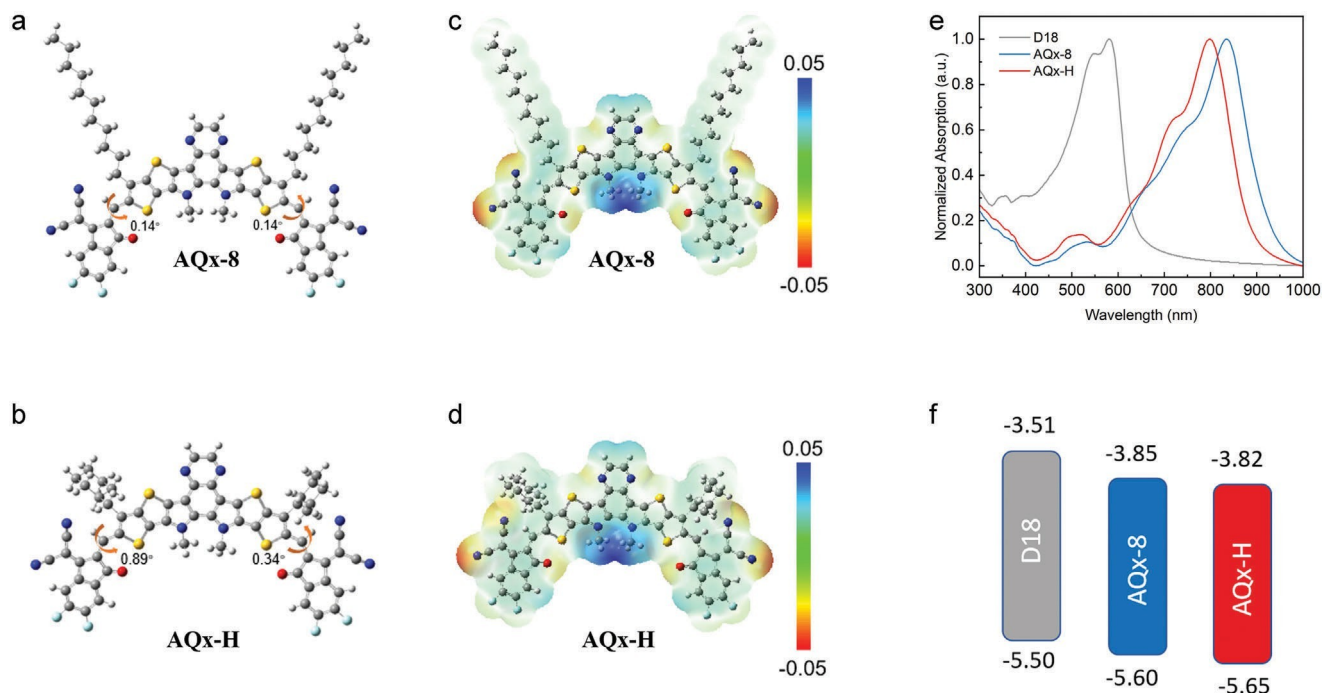 a
0.14°
0.14°
AQx-8
b
0.89°
0.34°
AQx-H
c
0.05
AQx-8
-0.05
d
0.05
AQx-H
-0.05
e
D18
AQx-8
AQx-H
Normalized Absorption (a.u.)
1.0
0.8
0.6
0.4
0.2
0.0
300 400 500 600 700 800 900 1000
Wavelength (nm)
f
-3.51
-3.85
-3.82
D18
AQx-8
AQx-H
-5.50
-5.60
-5.65